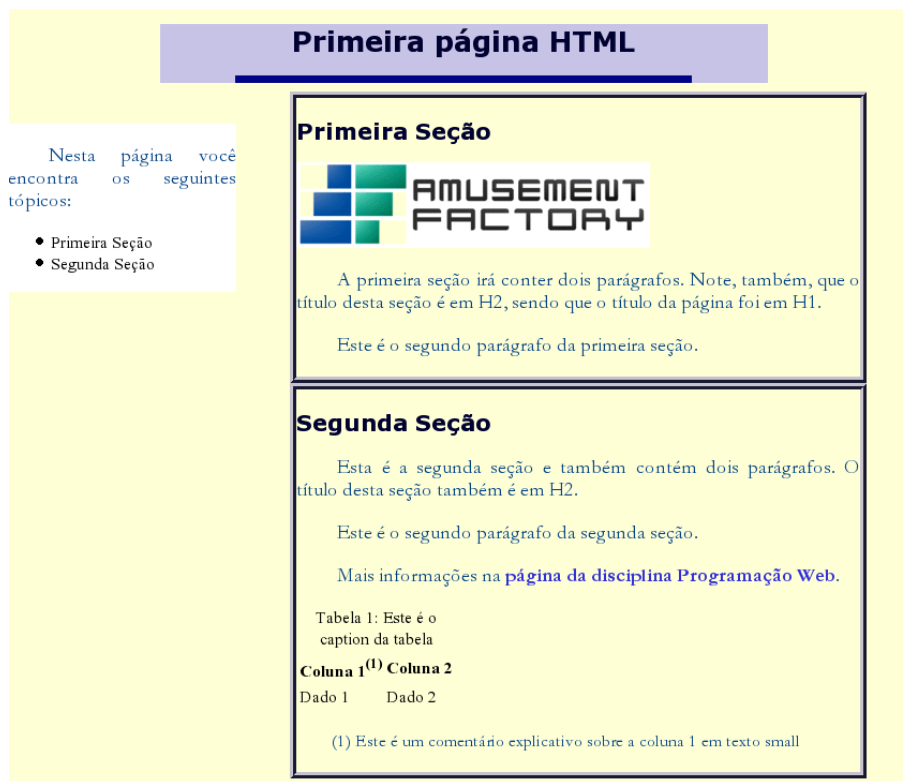 Primeira página HTML
Nesta página você
encontra os seguintes
tópicos:
Primeira Seção
Segunda Seção
Primeira Seção
AMUSEMENT
FACTORY
A primeira seção irá conter dois parágrafos. Note, também, que o
título desta seção é em H2, sendo que o título da página foi em H1.
Este é o segundo parágrafo da primeira seção.
Segunda Seção
Esta é a segunda seção e também contém dois parágrafos. O
título desta seção também é em H2.
Este é o segundo parágrafo da segunda seção.
Mais informações na página da disciplina Programação Web.
Tabela 1: Este é o
caption da tabela
Coluna 1(1) Coluna 2
Dado 1 Dado 2
(1) Este é um comentário explicativo sobre a coluna 1 em texto small